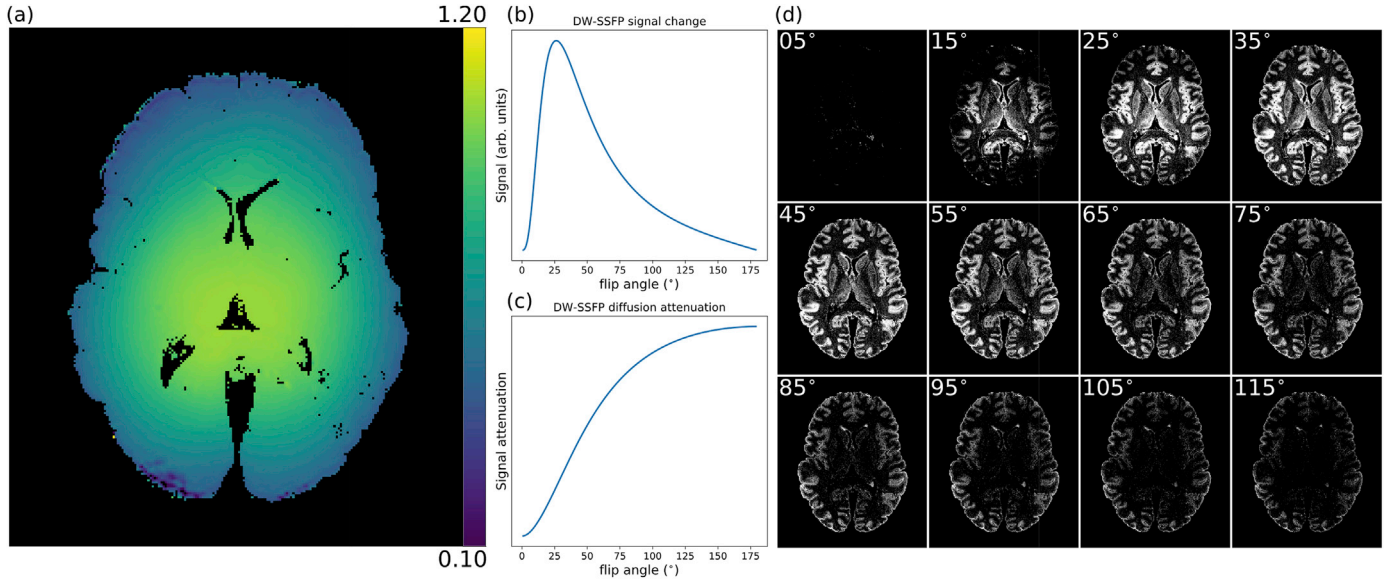 (a)
1.20
0.10
(b)
DW-SSFP signal change
Signal (arb. units)
0 25 50 75 100 125 150 175
flip angle (°)
(c)
DW-SSFP diffusion attenuation
Signal attenuation
0 25 50 75 100 125 150 175
flip angle (°)
(d)
05° 15° 25° 35°
45° 55° 65° 75°
85° 95° 105° 115°